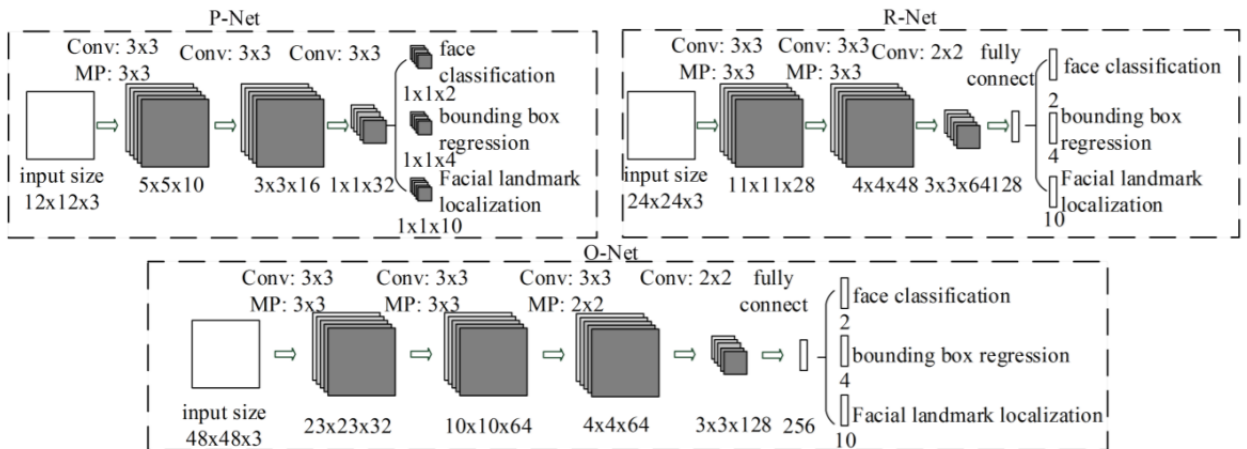 P-Net
Conv: 3x3
MP: 3x3
Conv: 3x3
Conv: 3x3
face
classification
1x1x2
bounding box
regression
1x1x4
Facial landmark
localization
1x1x10
input size
12x12x3
5x5x10
3x3x16
1x1x32
R-Net
Conv: 3x3
MP: 3x3
Conv: 3x3
MP: 3x3
Conv: 2x2
fully
connect
face classification
2
bounding box
regression
4
Facial landmark
localization
10
input size
24x24x3
11x11x28
4x4x48
3x3x64
128
O-Net
Conv: 3x3
MP: 3x3
Conv: 3x3
MP: 3x3
Conv: 3x3
MP: 2x2
Conv: 2x2
fully
connect
face classification
2
bounding box regression
4
Facial landmark localization
10
input size
48x48x3
23x23x32
10x10x64
4x4x64
3x3x128
256